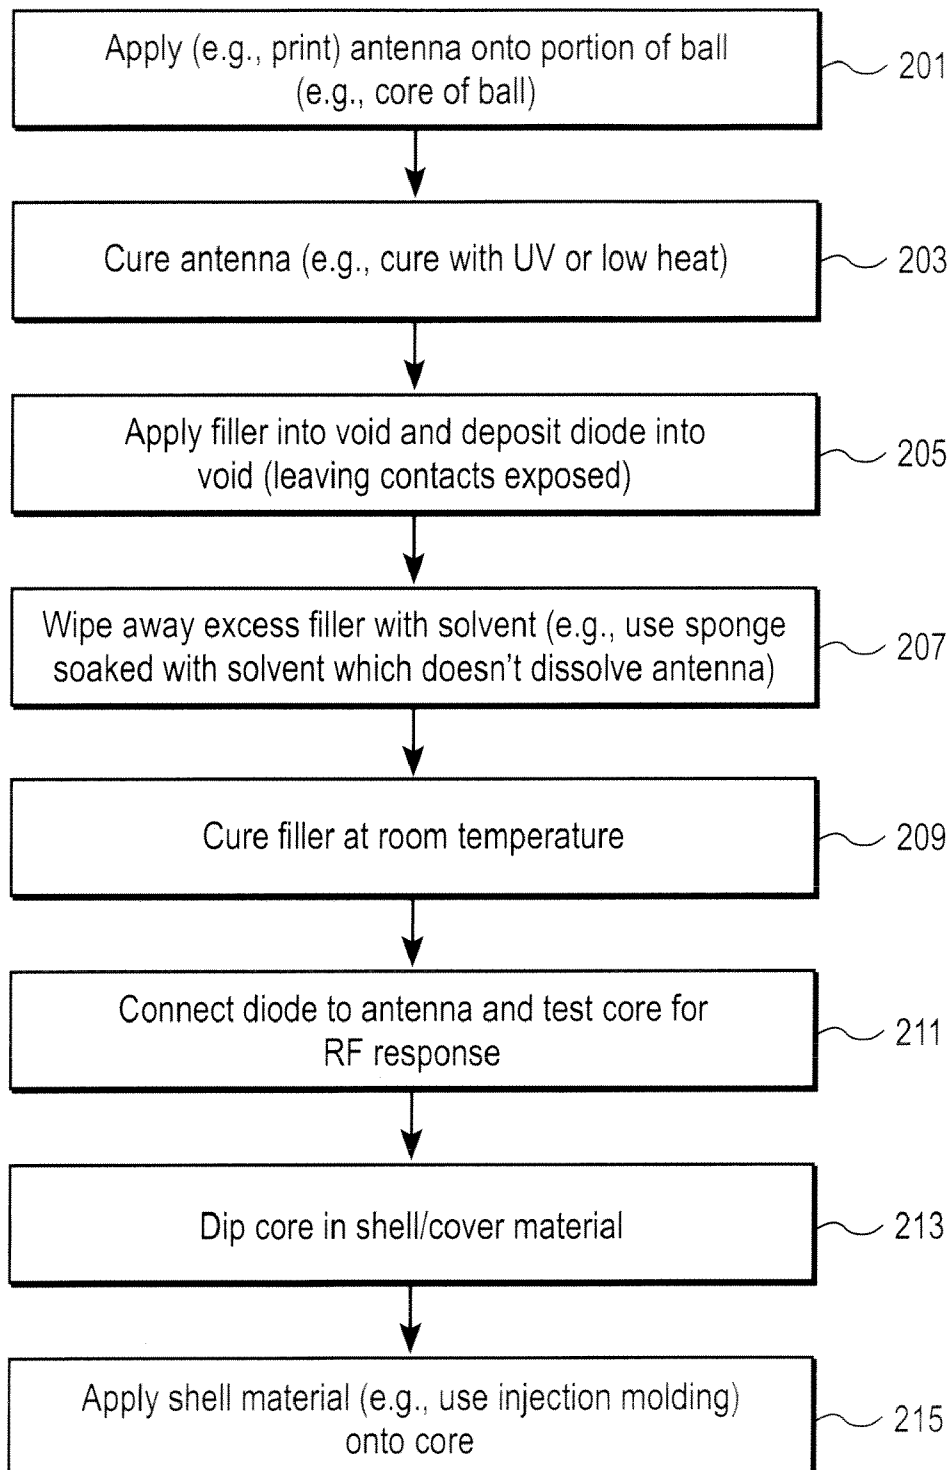 Apply (e.g., print) antenna onto portion of ball
(e.g., core of ball)
201
Cure antenna (e.g., cure with UV or low heat)
203
Apply filler into void and deposit diode into
void (leaving contacts exposed)
205
Wipe away excess filler with solvent (e.g., use sponge
soaked with solvent which doesn't dissolve antenna)
207
Cure filler at room temperature
209
Connect diode to antenna and test core for
RF response
211
Dip core in shell/cover material
213
Apply shell material (e.g., use injection molding)
onto core
215